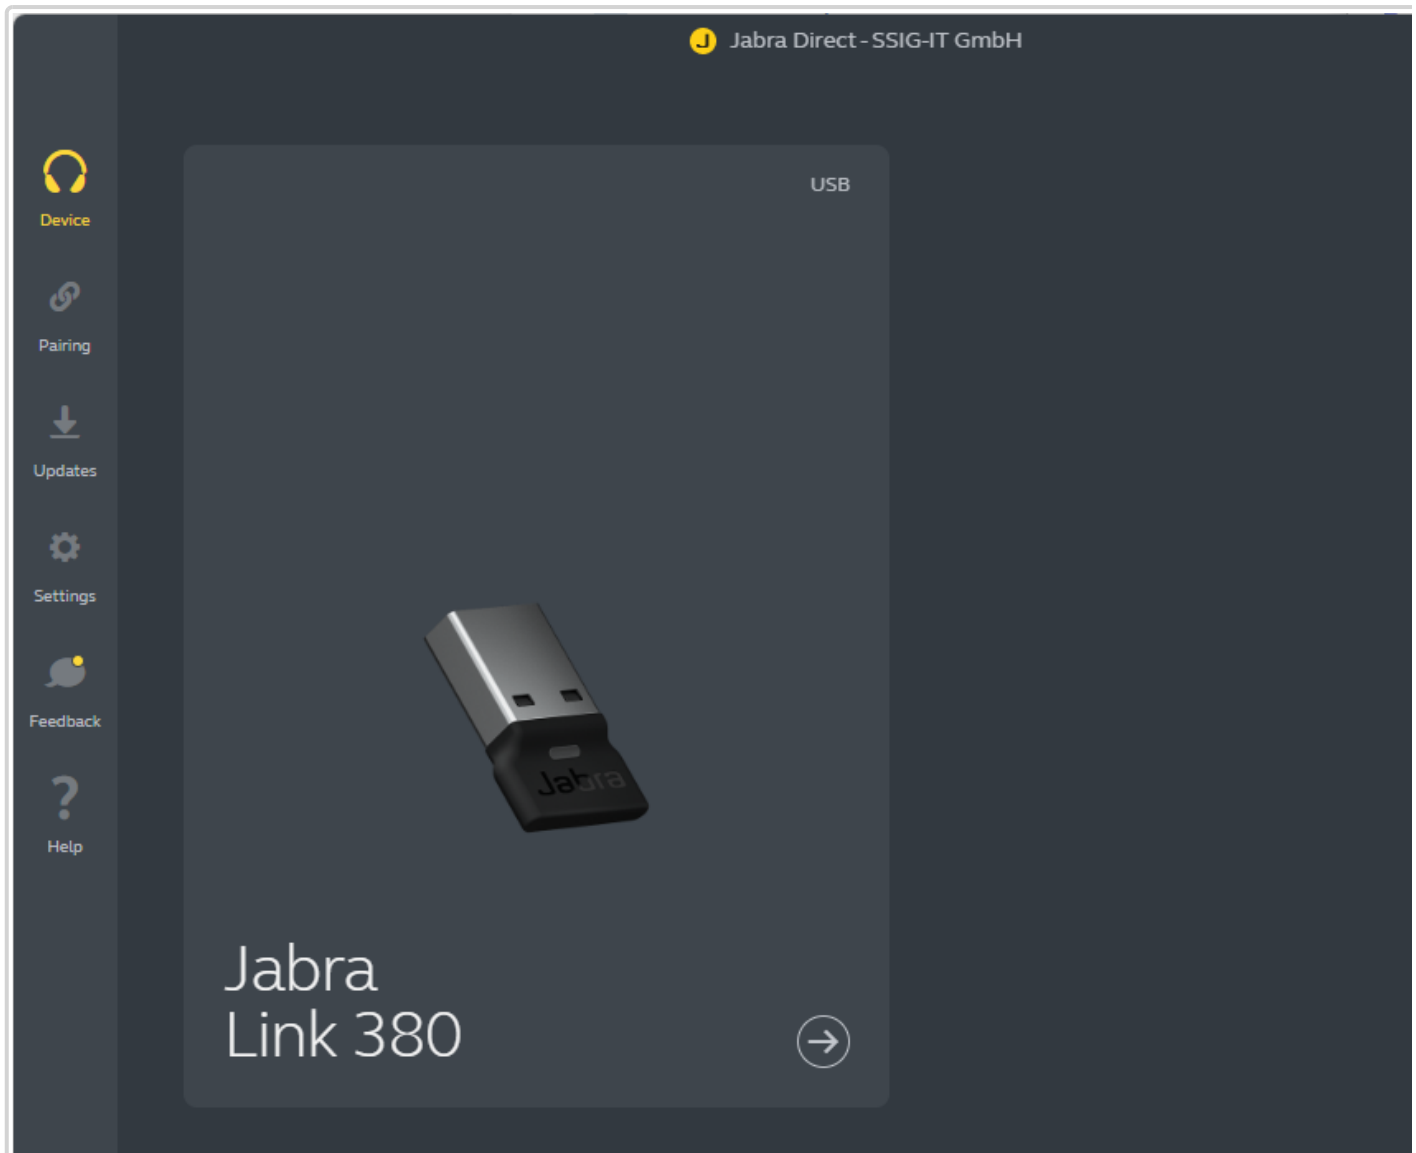 Jabra Direct - SSIG-IT GmbH
Device
Pairing
Updates
Settings
Feedback
Help
USB
Jabra
Jabra
Link 380